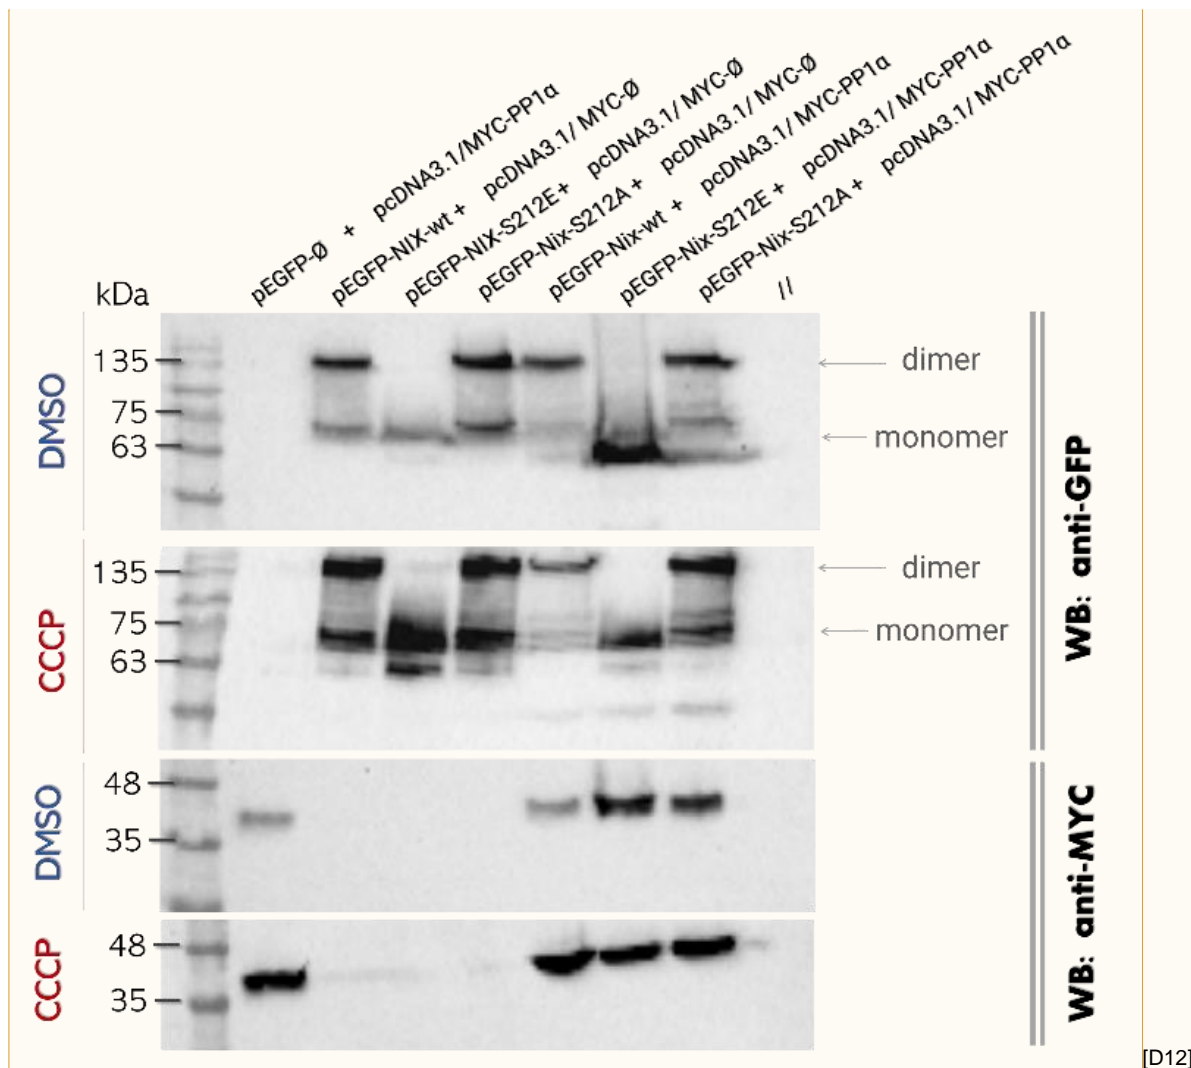 pEGFP-Ø + pcDNA3.1/MYC-PP1α
pEGFP-NIX-wt + pcDNA3.1/ MYC-Ø
pEGFP-NIX-S212E+ pcDNA3.1/ MYC-Ø
pEGFP-Nix-S212A + pcDNA3.1/ MYC-Ø
pEGFP-Nix-wt + pcDNA3.1/ MYC-PP1α
pEGFP-Nix-S212E + pcDNA3.1/ MYC-PP1α
pEGFP-Nix-S212A + pcDNA3.1/ MYC-PP1α
//
kDa
DMSO
135
75
63
dimer
monomer
CCCP
135
75
63
dimer
monomer
WB: anti-GFP
DMSO
48
35
CCCP
48
35
WB: anti-MYC
[D12]